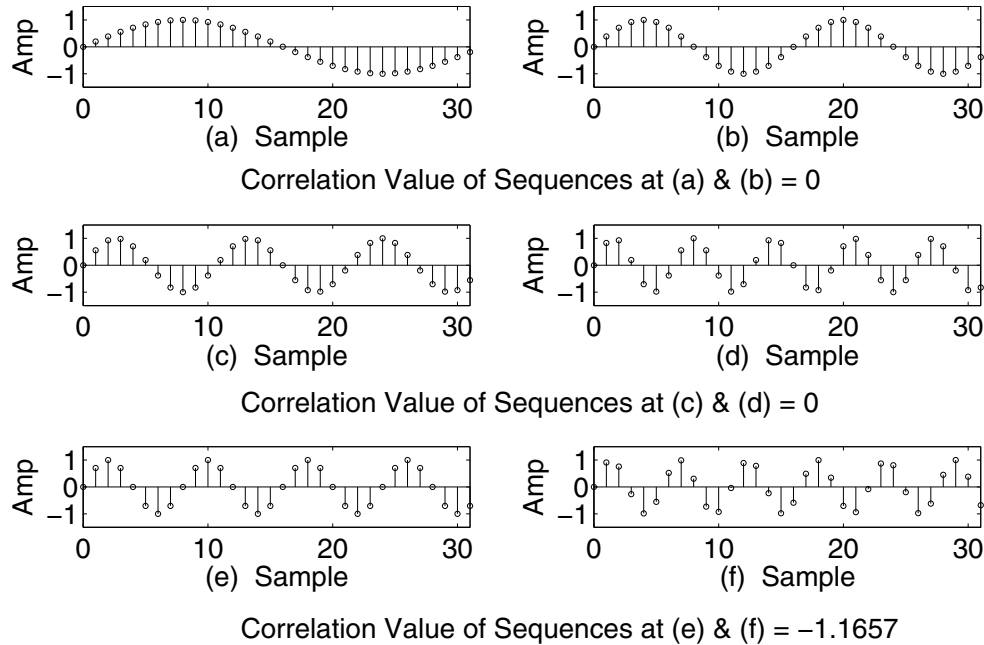 Amp
1
0
−1
0 10 20 30
(a) Sample
Amp
1
0
−1
0 10 20 30
(b) Sample
Correlation Value of Sequences at (a) & (b) = 0
Amp
1
0
−1
0 10 20 30
(c) Sample
Amp
1
0
−1
0 10 20 30
(d) Sample
Correlation Value of Sequences at (c) & (d) = 0
Amp
1
0
−1
0 10 20 30
(e) Sample
Amp
1
0
−1
0 10 20 30
(f) Sample
Correlation Value of Sequences at (e) & (f) = −1.1657